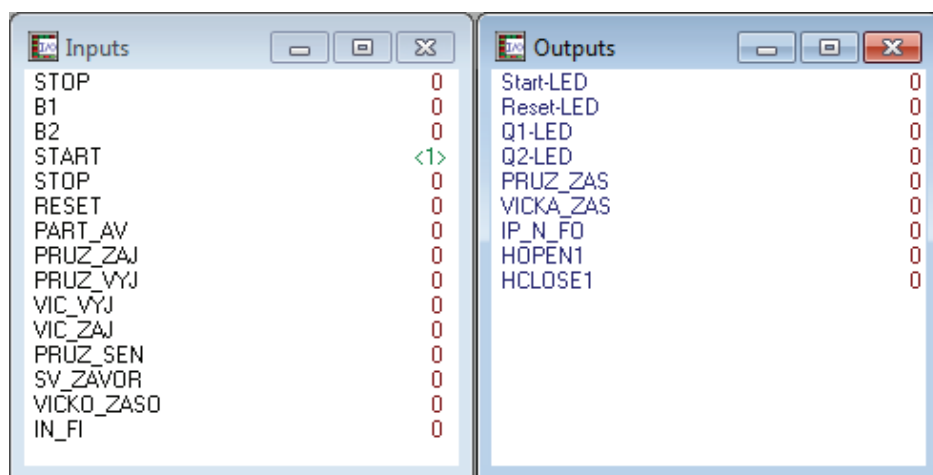 Inputs
STOP 0
B1 0
B2 0
START <1>
STOP 0
RESET 0
PART_AV 0
PRUZ_ZAJ 0
PRUZ_VYJ 0
VIC_VYJ 0
VIC_ZAJ 0
PRUZ_SEN 0
SV_ZAVOR 0
VICKO_ZASO 0
IN_FI 0
Outputs
Start-LED 0
Reset-LED 0
Q1-LED 0
Q2-LED 0
PRUZ_ZAS 0
VICKA_ZAS 0
IP_N_FO 0
HOPEN1 0
HCLOSE1 0